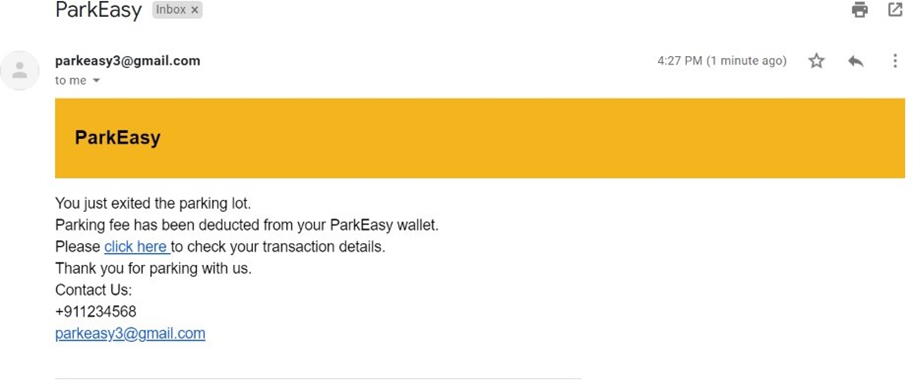 ParkEasy Inbox ×
parkeasy3@gmail.com 4:27 PM (1 minute ago)
to me
ParkEasy
You just exited the parking lot.
Parking fee has been deducted from your ParkEasy wallet.
Please click here to check your transaction details.
Thank you for parking with us.
Contact Us:
+911234568
parkeasy3@gmail.com